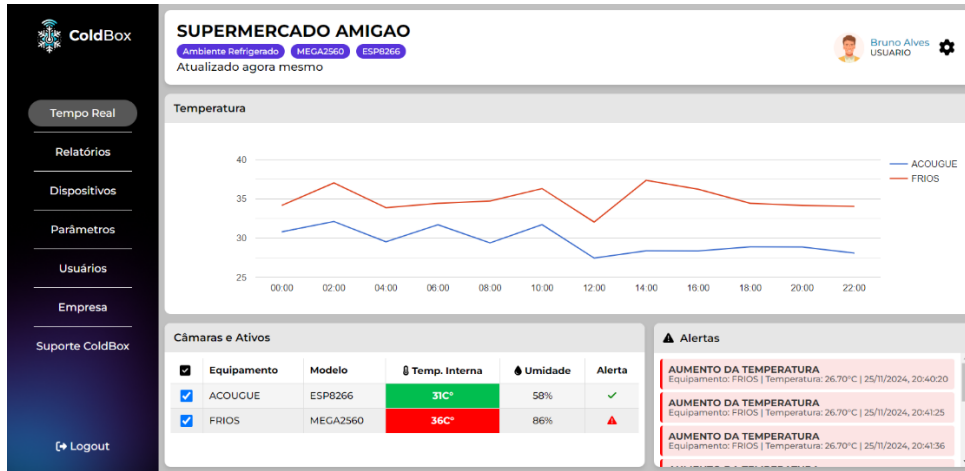 ColdBox
SUPERMERCADO AMIGAO
Ambiente Refrigerado MEGA2560 ESP8266
Atualizado agora mesmo
Bruno Alves
USUARIO
Tempo Real
Relatórios
Dispositivos
Parâmetros
Usuários
Empresa
Suporte ColdBox
Logout
Temperatura
40
35
30
25
00:00 02:00 04:00 06:00 08:00 10:00 12:00 14:00 16:00 18:00 20:00 22:00
ACOUGUE
FRIOS
Câmaras e Ativos
Equipamento Modelo Temp. Interna Umidade Alerta
ACOUGUE ESP8266 31C° 58%
FRIOS MEGA2560 36C° 86%
Alertas
AUMENTO DA TEMPERATURA
Equipamento: FRIOS | Temperatura: 26.70°C | 25/11/2024, 20:40:20
AUMENTO DA TEMPERATURA
Equipamento: FRIOS | Temperatura: 26.70°C | 25/11/2024, 20:41:25
AUMENTO DA TEMPERATURA
Equipamento: FRIOS | Temperatura: 26.70°C | 25/11/2024, 20:41:36